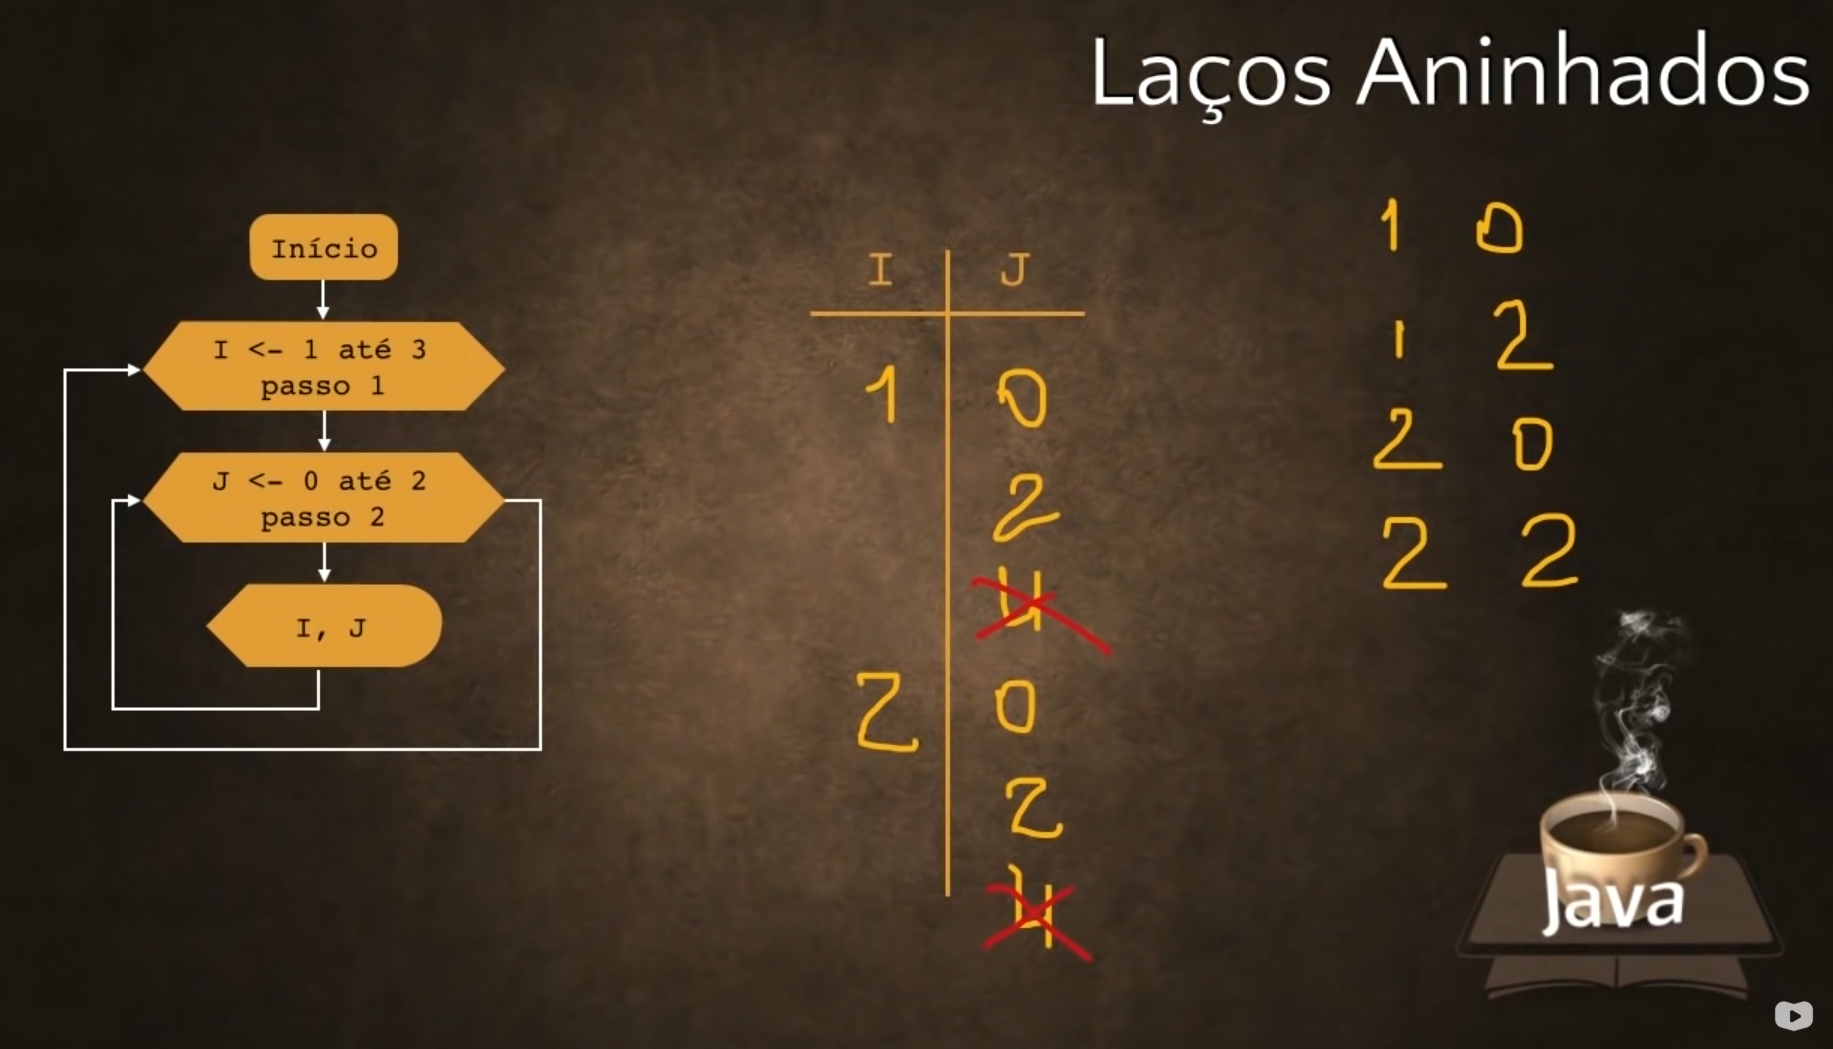 Laços Aninhados
Início
I <- 1 até 3
passo 1
J <- 0 até 2
passo 2
I, J
I J
1 0
2
4
2 0
2
4
1 0
1 2
2 0
2 2
Java